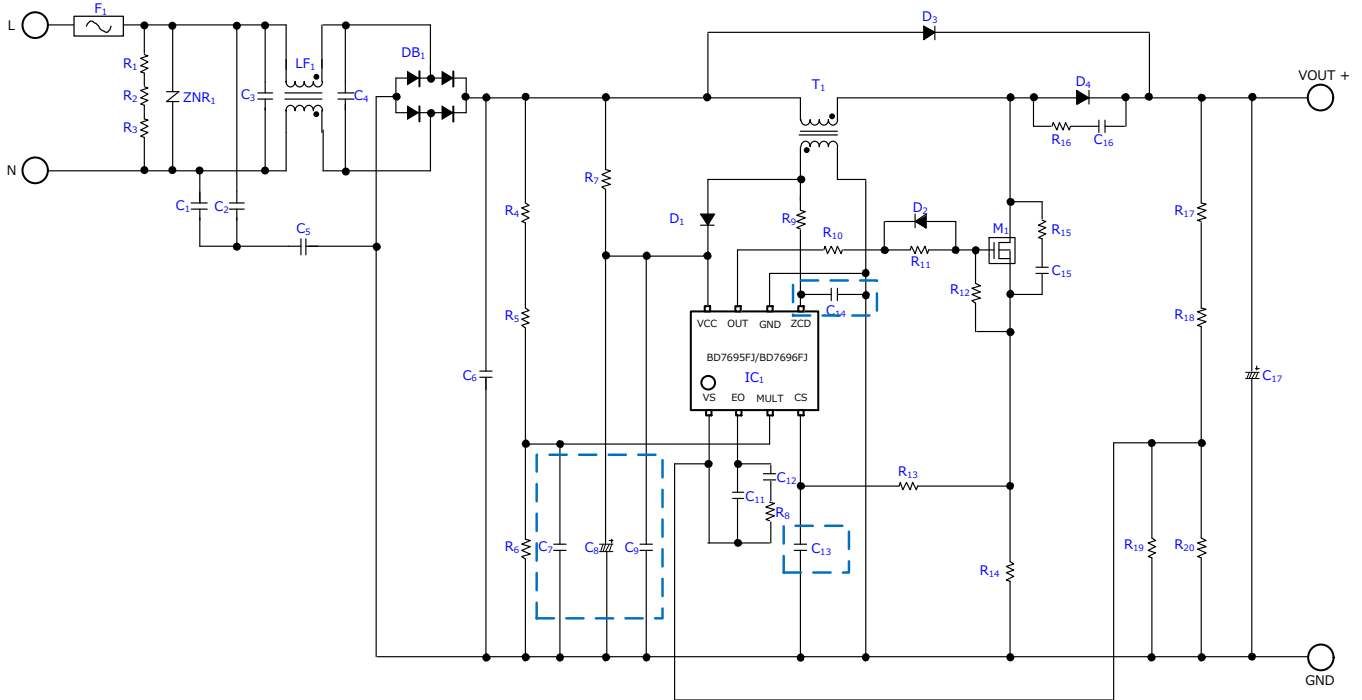 F₁
L
D₃
R₁
LF₁
DB₁
VOUT +
R₂
ZNR₁
C₃
C₄
T₁
D₄
R₃
R₁₆
C₁₆
N
R₇
C₁
C₂
R₄
D₁
R₉
D₂
R₁₇
C₅
R₁₀
M₁
R₁₅
R₁₁
C₁₅
R₁₂
C₁₄
R₅
R₁₈
VCC
OUT
GND
ZCD
BD7695FJ/BD7696FJ
IC₁
C₆
C₁₇
VS
EO
MULT
CS
C₁₂
R₁₃
C₁₁
R₈
R₆
C₇
C₈
C₉
C₁₃
R₁₉
R₂₀
R₁₄
GND